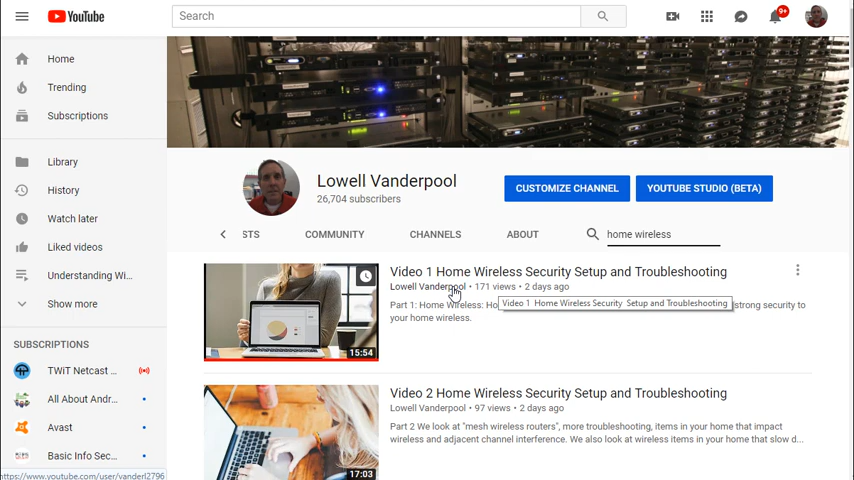 YouTube
Search
9+
Home
Trending
Subscriptions
Library
History
Watch later
Liked videos
Understanding Wi...
Show more
SUBSCRIPTIONS
TWiT Netcast ...
All About Andr...
Avast
Basic Info Sec...
https://www.youtube.com/user/vanderl2796
Lowell Vanderpool
26,704 subscribers
CUSTOMIZE CHANNEL
YOUTUBE STUDIO (BETA)
STS
COMMUNITY
CHANNELS
ABOUT
home wireless
Video 1 Home Wireless Security Setup and Troubleshooting
Lowell Vanderpool • 171 views • 2 days ago
Video 1 Home Wireless Security Setup and Troubleshooting
Part 1: Home Wireless: Ho strong security to
your home wireless.
15:54
Video 2 Home Wireless Security Setup and Troubleshooting
Lowell Vanderpool • 97 views • 2 days ago
Part 2 We look at "mesh wireless routers", more troubleshooting, items in your home that impact
wireless and adjacent channel interference. We also look at wireless items in your home that slow d...
17:03